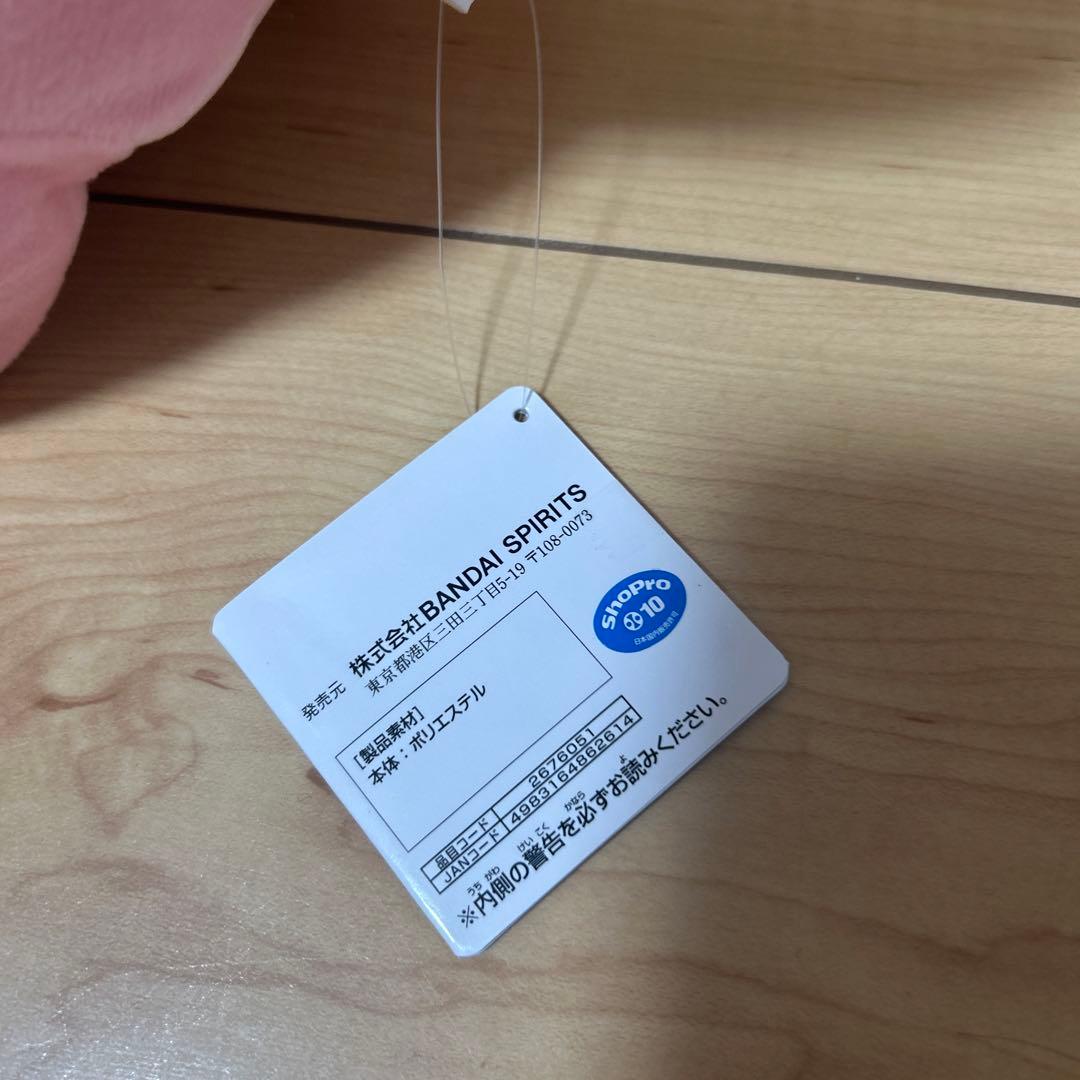 発売元 株式会社BANDAI SPIRITS
東京都港区三田三丁目5-19 〒108-0073
[製品素材]
本体：ポリエステル
ShoPro
10
日本国内販売許可
品目コード 2676051
JANコード 4983164862614
※内側の警告を必ずお読みください。